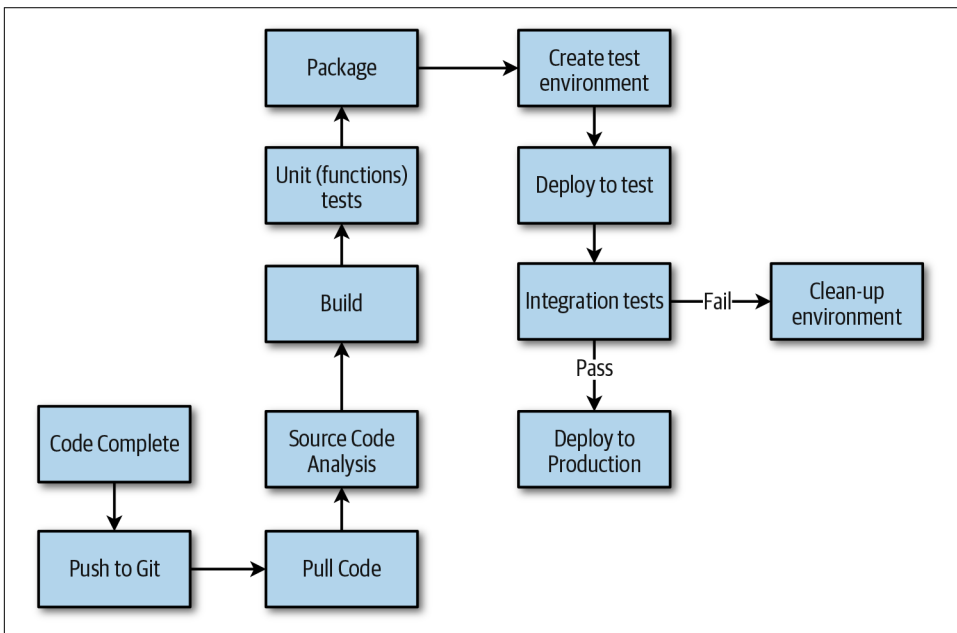 Package
Create test
environment
Unit (functions)
tests
Deploy to test
Build
Integration tests
Fail
Clean-up
environment
Pass
Code Complete
Source Code
Analysis
Deploy to
Production
Push to Git
Pull Code